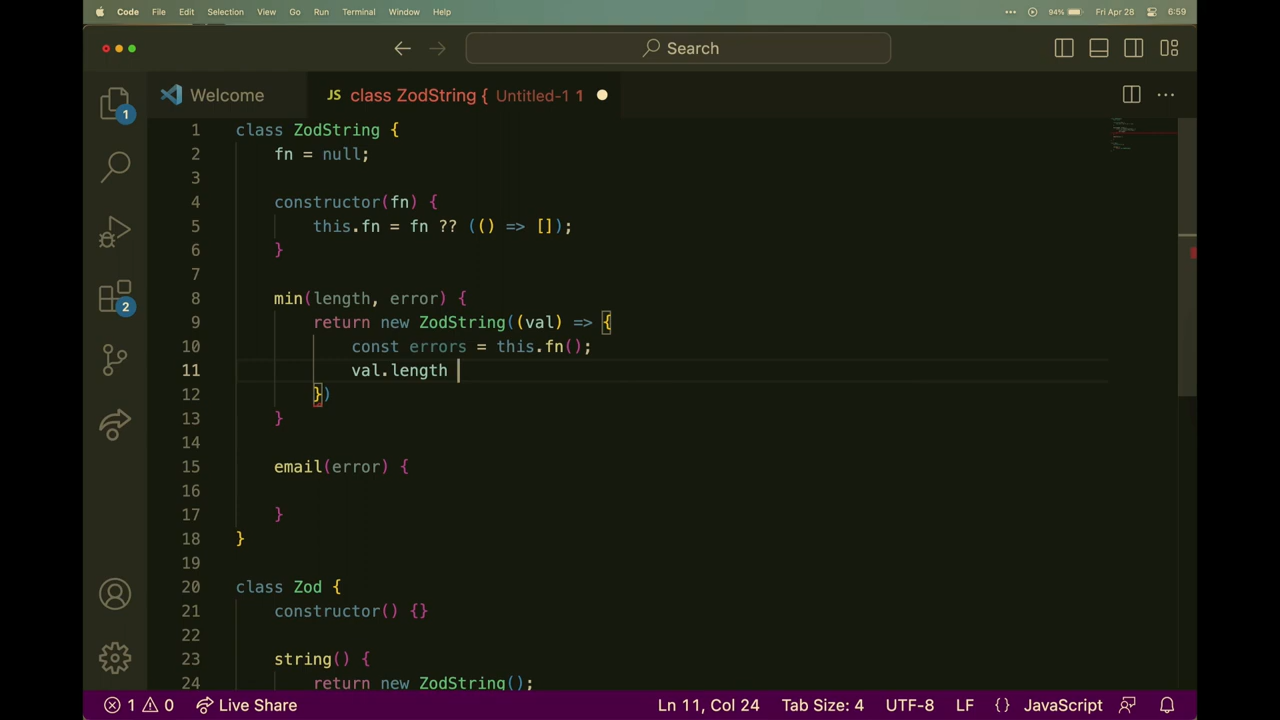 Code File Edit Selection View Go Run Terminal Window Help 94% Fri Apr 28 6:59
Search
Welcome JS class ZodString { Untitled-1 1
1 class ZodString {
2 fn = null;
3
4 constructor(fn) {
5 this.fn = fn ?? (() => []);
6 }
7
8 min(length, error) {
9 return new ZodString((val) => {
10 const errors = this.fn();
11 val.length
12 })
13 }
14
15 email(error) {
16
17 }
18 }
19
20 class Zod {
21 constructor() {}
22
23 string() {
24 return new ZodString();
1
2
1 0 Live Share Ln 11, Col 24 Tab Size: 4 UTF-8 LF {} JavaScript